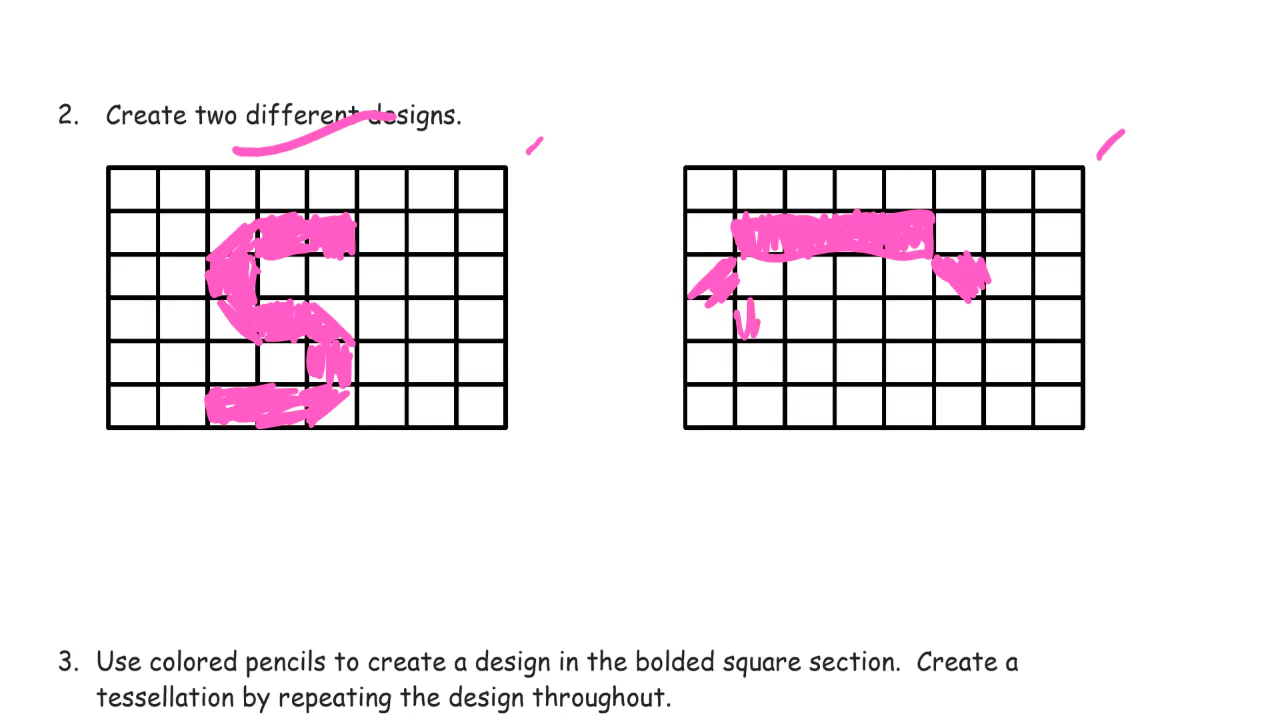 2. Create two different designs.
3. Use colored pencils to create a design in the bolded square section. Create a
tessellation by repeating the design throughout.